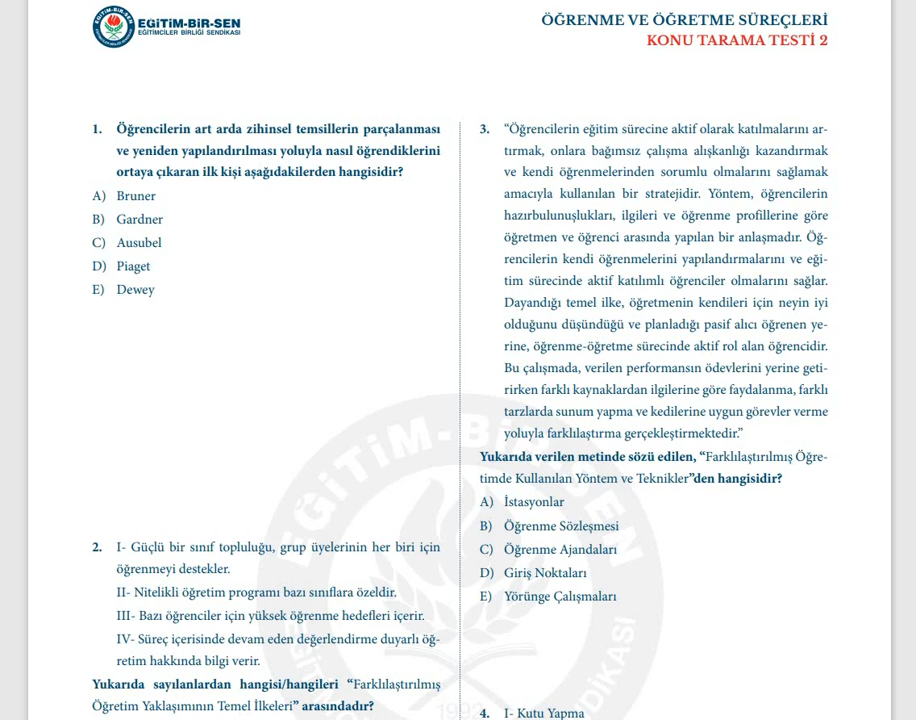 EĞİTİM-BİR-SEN
EĞİTİMCİLER BİRLİĞİ SENDİKASI
ÖĞRENME VE ÖĞRETME SÜREÇLERİ
KONU TARAMA TESTİ 2
1. Öğrencilerin art arda zihinsel temsillerin parçalanması
ve yeniden yapılandırılması yoluyla nasıl öğrendiklerini
ortaya çıkaran ilk kişi aşağıdakilerden hangisidir?
A) Bruner
B) Gardner
C) Ausubel
D) Piaget
E) Dewey
2. I- Güçlü bir sınıf topluluğu, grup üyelerinin her biri için
öğrenmeyi destekler.
II- Nitelikli öğretim programı bazı sınıflara özeldir.
III- Bazı öğrenciler için yüksek öğrenme hedefleri içerir.
IV- Süreç içerisinde devam eden değerlendirme duyarlı öğ-
retim hakkında bilgi verir.
Yukarıda sayılanlardan hangisi/hangileri “Farklılaştırılmış
Öğretim Yaklaşımının Temel İlkeleri” arasındadır?
3. “Öğrencilerin eğitim sürecine aktif olarak katılmalarını ar-
tırmak, onlara bağımsız çalışma alışkanlığı kazandırmak
ve kendi öğrenmelerinden sorumlu olmalarını sağlamak
amacıyla kullanılan bir stratejidir. Yöntem, öğrencilerin
hazırbulunuşlukları, ilgileri ve öğrenme profillerine göre
öğretmen ve öğrenci arasında yapılan bir anlaşmadır. Öğ-
rencilerin kendi öğrenmelerini yapılandırmalarını ve eği-
tim sürecinde aktif katılımlı öğrenciler olmalarını sağlar.
Dayandığı temel ilke, öğretmenin kendileri için neyin iyi
olduğunu düşündüğü ve planladığı pasif alıcı öğrenen ye-
rine, öğrenme-öğretme sürecinde aktif rol alan öğrencidir.
Bu çalışmada, verilen performansın ödevlerini yerine geti-
rirken farklı kaynaklardan ilgilerine göre faydalanma, farklı
tarzlarda sunum yapma ve kedilerine uygun görevler verme
yoluyla farklılaştırma gerçekleştirmektedir.”
Yukarıda verilen metinde sözü edilen, “Farklılaştırılmış Öğre-
timde Kullanılan Yöntem ve Teknikler”den hangisidir?
A) İstasyonlar
B) Öğrenme Sözleşmesi
C) Öğrenme Ajandaları
D) Giriş Noktaları
E) Yörünge Çalışmaları
4. I- Kutu Yapma
EĞİTİM-BİR-SEN
1992